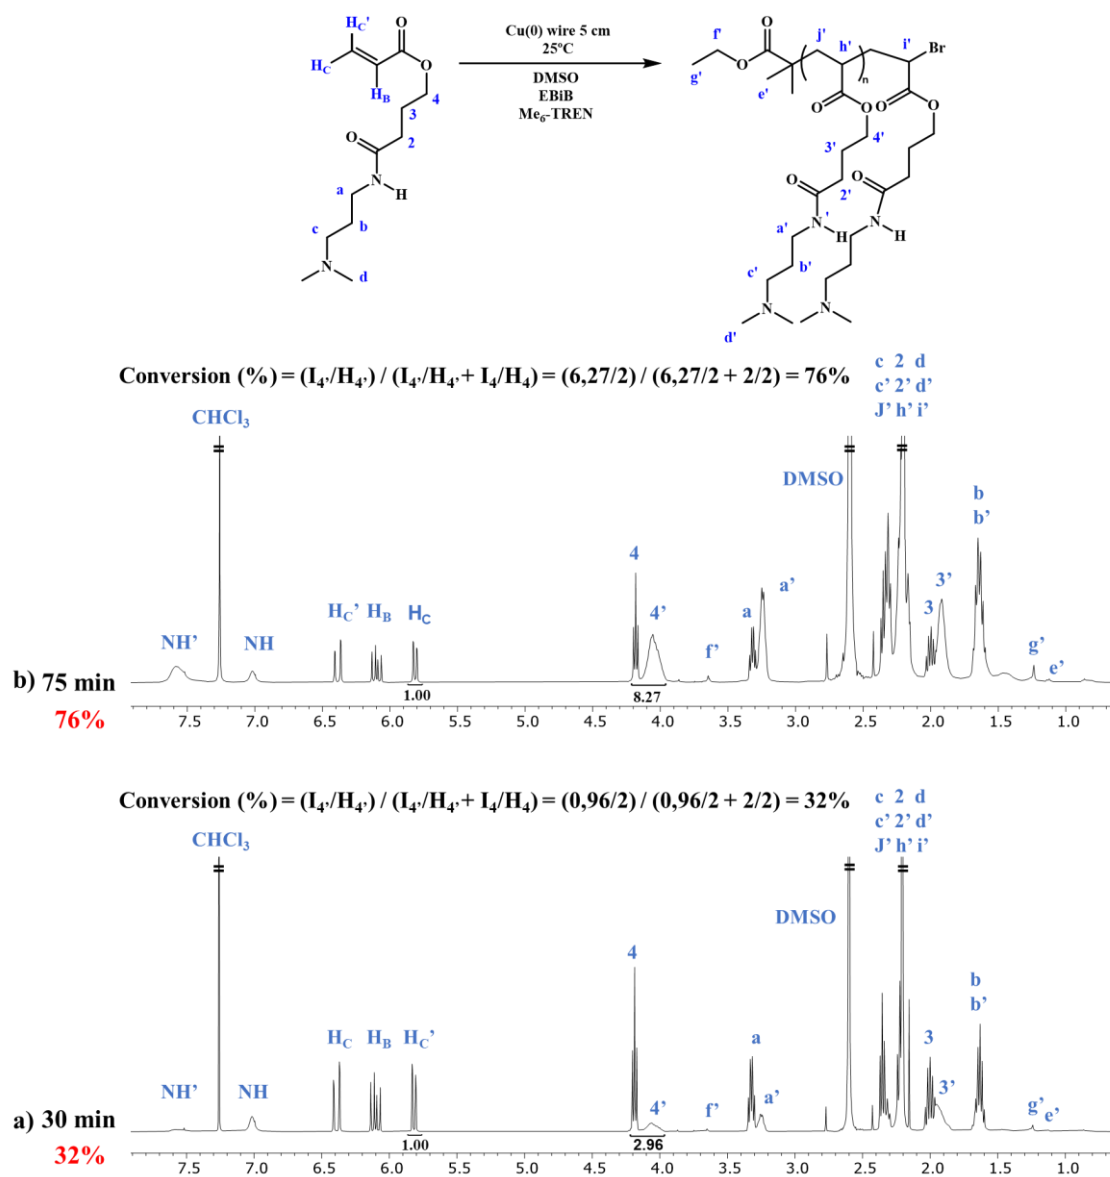 H_C'
H_C
H_B
O
O
4
3
O
2
N
H
a
b
c
N
d
Cu(0) wire 5 cm
25ºC
DMSO
EBiB
Me₆-TREN
f'
g'
O
O
e'
j'
h'
n
i'
Br
O
O
O
O
4'
3'
2'
O
O
N
'
H
N
H
a'
b'
c'
N
N
d'
Conversion (%) = (I₄'/H₄') / (I₄'/H₄'+ I₄/H₄) = (6,27/2) / (6,27/2 + 2/2) = 76%
c 2 d
c' 2' d'
J' h' i'
CHCl₃
DMSO
b
b'
4
a'
3'
4'
H_C' H_B H_C
a
3
NH' NH
f'
g'
e'
b) 75 min
76%
1.00
8.27
7.5 7.0 6.5 6.0 5.5 5.0 4.5 4.0 3.5 3.0 2.5 2.0 1.5 1.0
Conversion (%) = (I₄'/H₄') / (I₄'/H₄'+ I₄/H₄) = (0,96/2) / (0,96/2 + 2/2) = 32%
c 2 d
c' 2' d'
J' h' i'
CHCl₃
DMSO
4
b
b'
H_C H_B H_C'
a
3
NH' NH
4'
f'
a'
3'
g'
e'
a) 30 min
32%
1.00
2.96
7.5 7.0 6.5 6.0 5.5 5.0 4.5 4.0 3.5 3.0 2.5 2.0 1.5 1.0